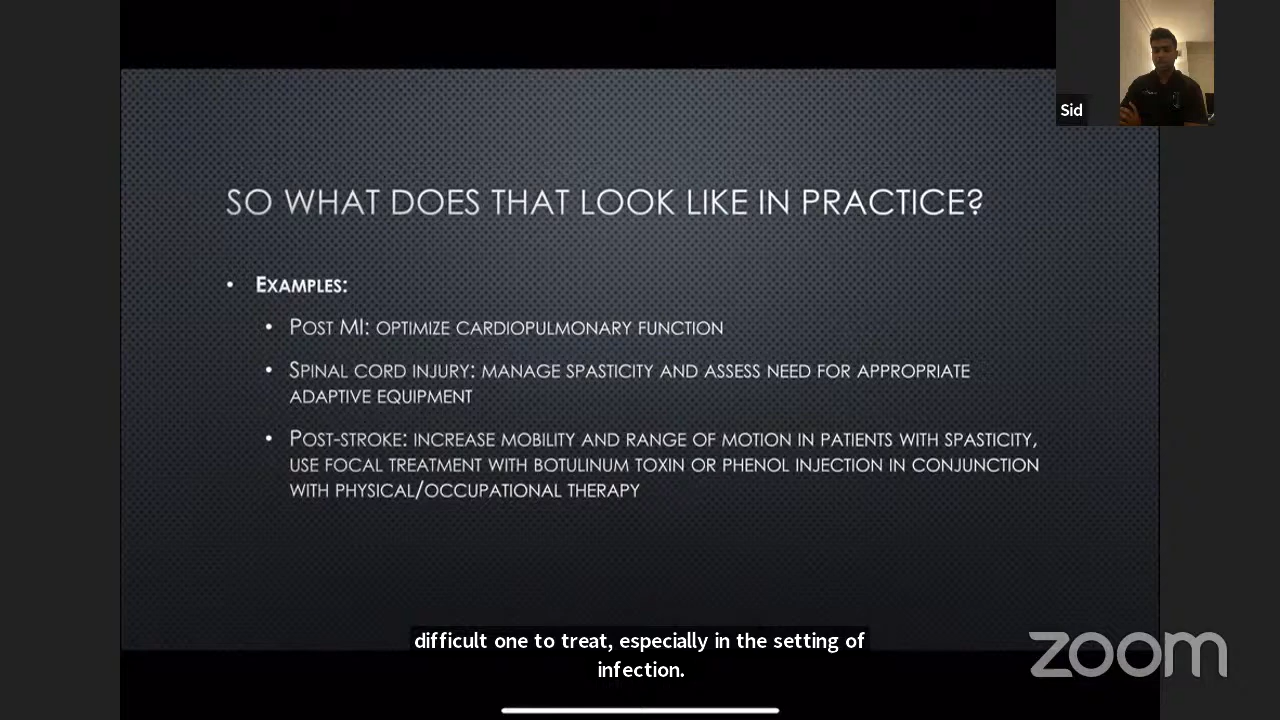 Sid
SO WHAT DOES THAT LOOK LIKE IN PRACTICE?
• EXAMPLES:
• POST MI: OPTIMIZE CARDIOPULMONARY FUNCTION
• SPINAL CORD INJURY: MANAGE SPASTICITY AND ASSESS NEED FOR APPROPRIATE
ADAPTIVE EQUIPMENT
• POST-STROKE: INCREASE MOBILITY AND RANGE OF MOTION IN PATIENTS WITH SPASTICITY,
USE FOCAL TREATMENT WITH BOTULINUM TOXIN OR PHENOL INJECTION IN CONJUNCTION
WITH PHYSICAL/OCCUPATIONAL THERAPY
difficult one to treat, especially in the setting of
infection.
zoom